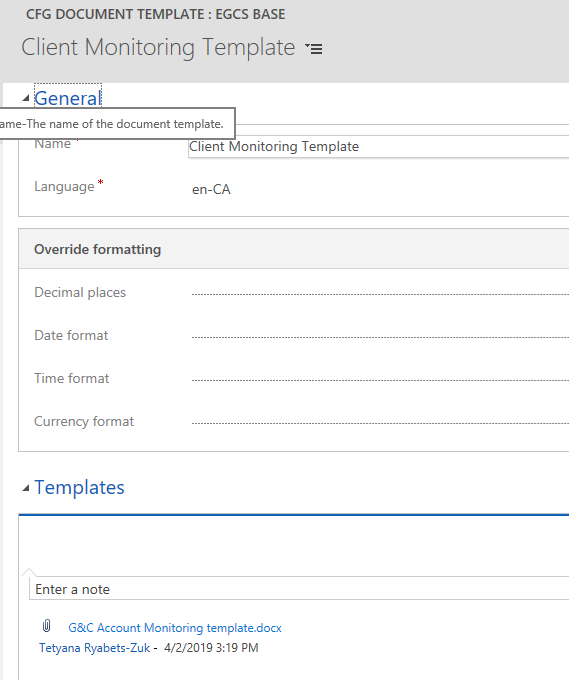 CFG DOCUMENT TEMPLATE : EGCS BASE
Client Monitoring Template
General
ame-The name of the document template.
Name *
Client Monitoring Template
Language *
en-CA
Override formatting
Decimal places
Date format
Time format
Currency format
Templates
Enter a note
G&C Account Monitoring template.docx
Tetyana Ryabets-Zuk - 4/2/2019 3:19 PM